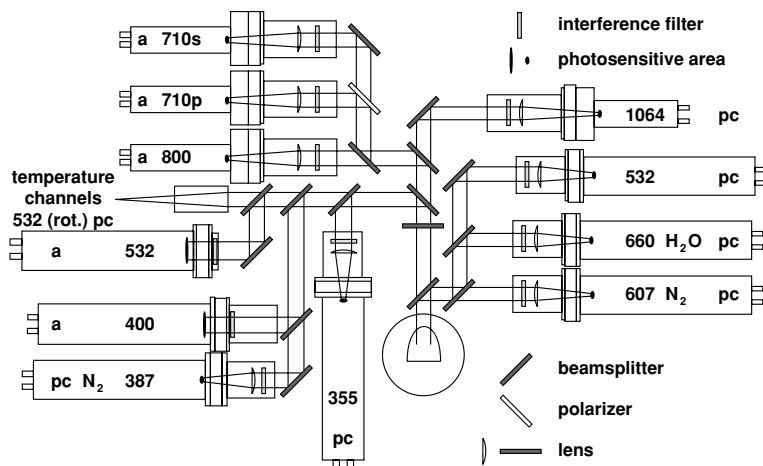 a 710s
a 710p
a 800
temperature
channels
532 (rot.) pc
a 532
a 400
pc N₂ 387
355
pc
interference filter
photosensitive area
1064 pc
532 pc
660 H₂O pc
607 N₂ pc
beamsplitter
polarizer
lens